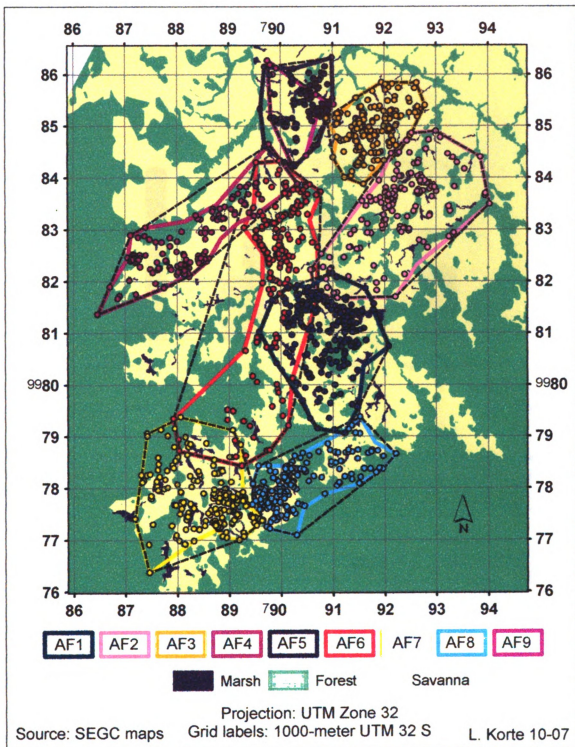 86 87 88 89 790 91 92 93 94
86 86
85 85
84 84
83 83
82 82
81 81
9980 9980
79 79
78 78
77 77
76 76
86 87 88 89 790 91 92 93 94
N
AF1 AF2 AF3 AF4 AF5 AF6 AF7 AF8 AF9
Marsh Forest Savanna
Projection: UTM Zone 32
Source: SEGC maps Grid labels: 1000-meter UTM 32 S L. Korte 10-07